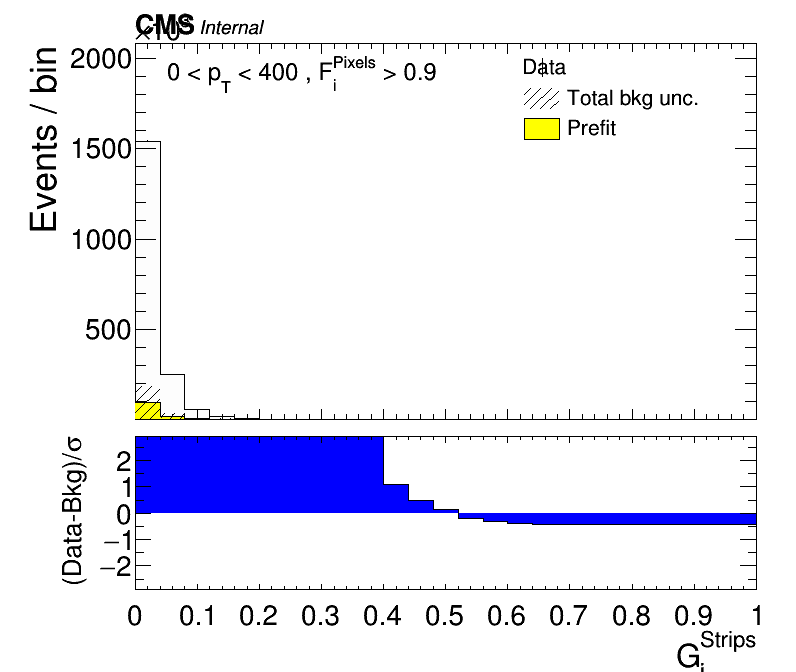 CMS Internal
×10³
Events / bin
2000
1500
1000
500
0 < p_T < 400 , F_i^Pixels > 0.9
Data
Total bkg unc.
Prefit
(Data-Bkg)/σ
2
1
0
−1
−2
0 0.1 0.2 0.3 0.4 0.5 0.6 0.7 0.8 0.9 1
G_i^Strips